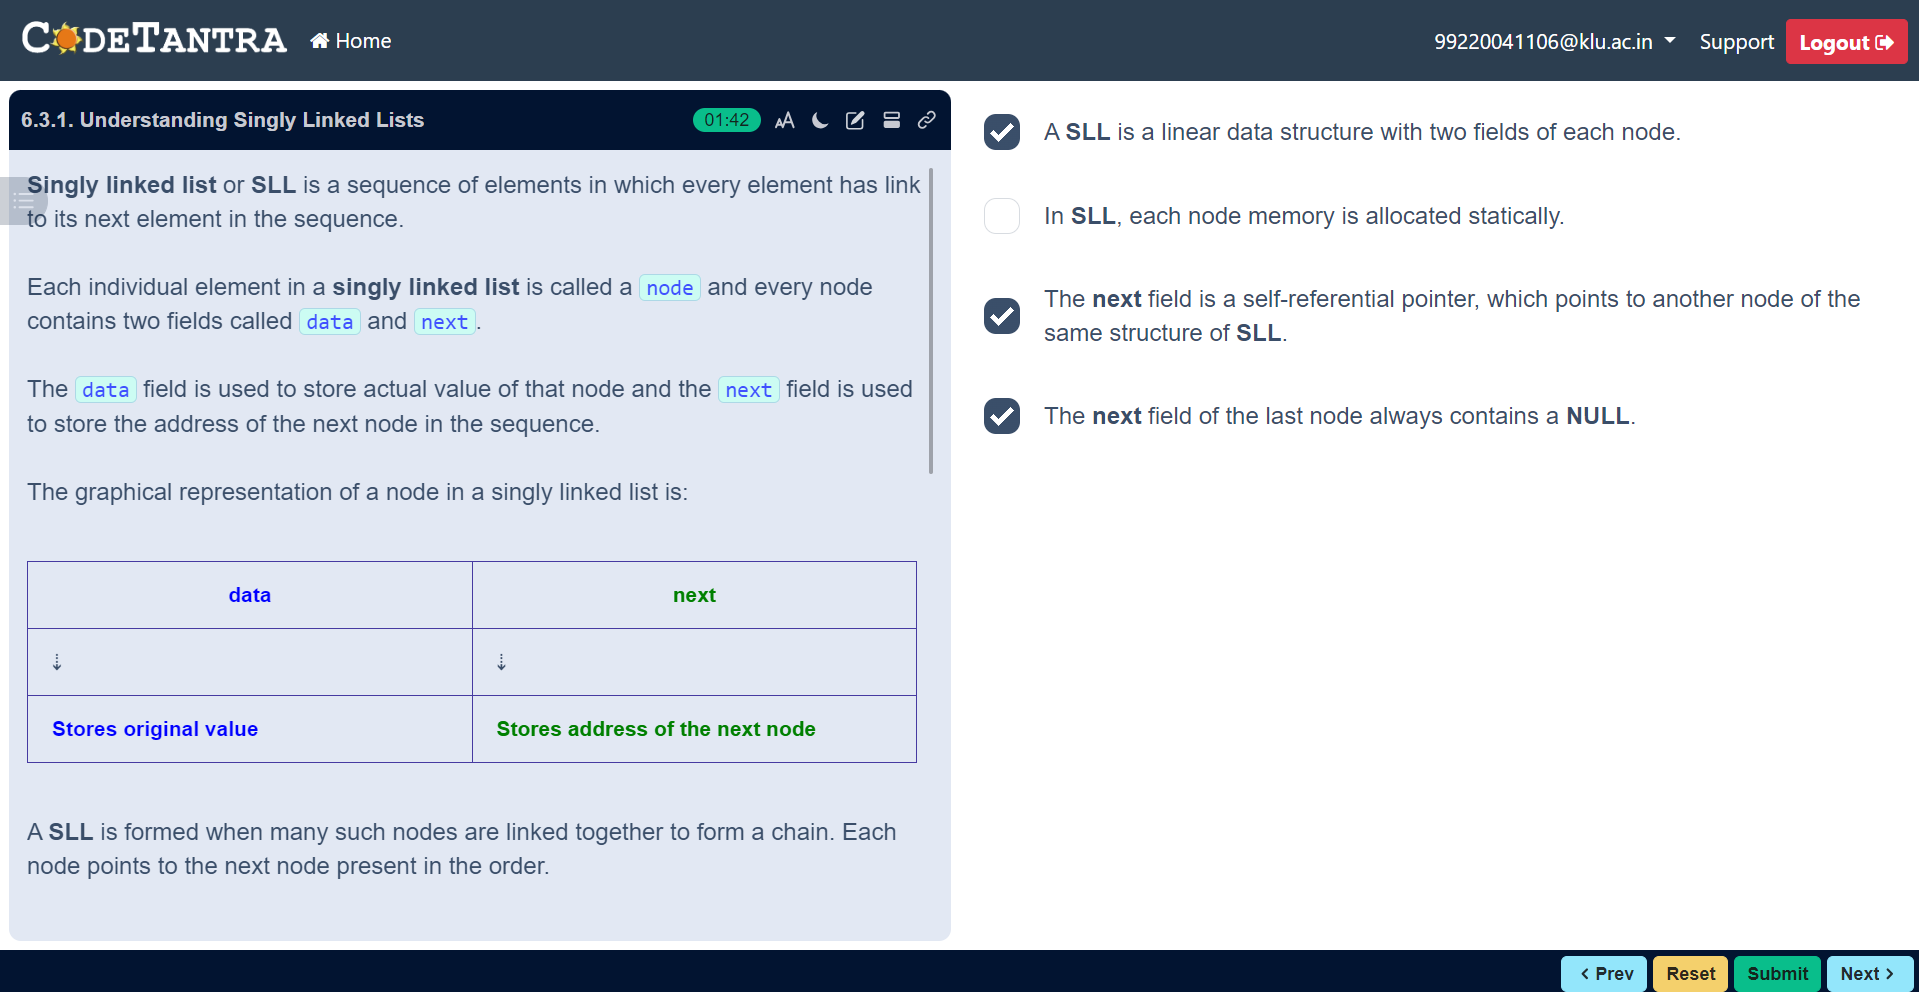 CODETANTRA
Home
99220041106@klu.ac.in
Support
Logout
6.3.1. Understanding Singly Linked Lists
01:42
AA
Singly linked list or SLL is a sequence of elements in which every element has link
to its next element in the sequence.
Each individual element in a singly linked list is called a node and every node
contains two fields called data and next.
The data field is used to store actual value of that node and the next field is used
to store the address of the next node in the sequence.
The graphical representation of a node in a singly linked list is:
data next
⇣ ⇣
Stores original value Stores address of the next node
A SLL is formed when many such nodes are linked together to form a chain. Each
node points to the next node present in the order.
A SLL is a linear data structure with two fields of each node.
In SLL, each node memory is allocated statically.
The next field is a self-referential pointer, which points to another node of the
same structure of SLL.
The next field of the last node always contains a NULL.
‹ Prev
Reset
Submit
Next ›